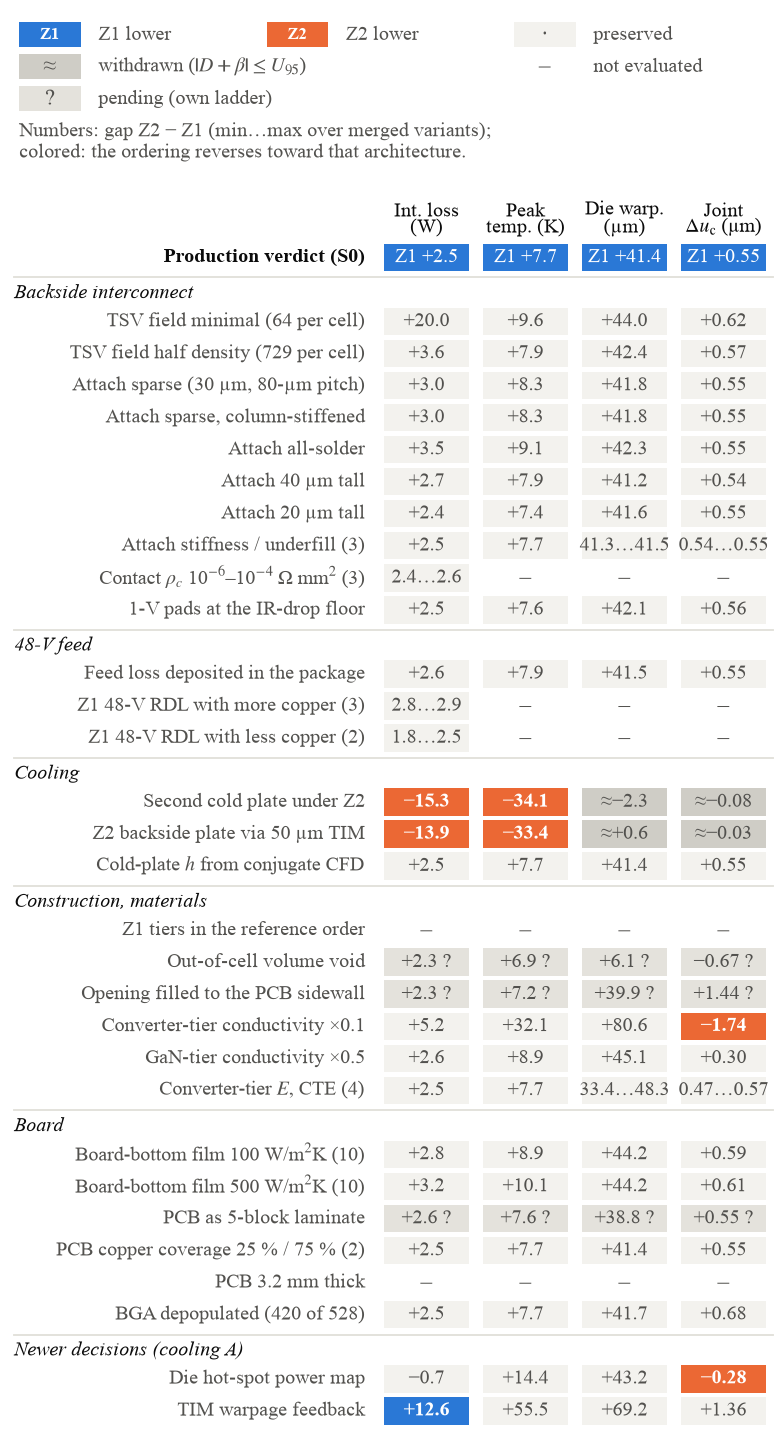 Z1 Z1 lower Z2 Z2 lower · preserved
≈ withdrawn (|D + β| ≤ U₉₅) – not evaluated
? pending (own ladder)
Numbers: gap Z2 − Z1 (min…max over merged variants);
colored: the ordering reverses toward that architecture.
Int. loss (W) Peak temp. (K) Die warp. (µm) Joint Δu_c (µm)
Production verdict (S0) Z1 +2.5 Z1 +7.7 Z1 +41.4 Z1 +0.55
Backside interconnect
TSV field minimal (64 per cell) +20.0 +9.6 +44.0 +0.62
TSV field half density (729 per cell) +3.6 +7.9 +42.4 +0.57
Attach sparse (30 µm, 80-µm pitch) +3.0 +8.3 +41.8 +0.55
Attach sparse, column-stiffened +3.0 +8.3 +41.8 +0.55
Attach all-solder +3.5 +9.1 +42.3 +0.55
Attach 40 µm tall +2.7 +7.9 +41.2 +0.54
Attach 20 µm tall +2.4 +7.4 +41.6 +0.55
Attach stiffness / underfill (3) +2.5 +7.7 41.3…41.5 0.54…0.55
Contact ρ_c 10⁻⁶–10⁻⁴ Ω mm² (3) 2.4…2.6 – – –
1-V pads at the IR-drop floor +2.5 +7.6 +42.1 +0.56
48-V feed
Feed loss deposited in the package +2.6 +7.9 +41.5 +0.55
Z1 48-V RDL with more copper (3) 2.8…2.9 – – –
Z1 48-V RDL with less copper (2) 1.8…2.5 – – –
Cooling
Second cold plate under Z2 −15.3 −34.1 ≈−2.3 ≈−0.08
Z2 backside plate via 50 µm TIM −13.9 −33.4 ≈+0.6 ≈−0.03
Cold-plate h from conjugate CFD +2.5 +7.7 +41.4 +0.55
Construction, materials
Z1 tiers in the reference order – – – –
Out-of-cell volume void +2.3 ? +6.9 ? +6.1 ? −0.67 ?
Opening filled to the PCB sidewall +2.3 ? +7.2 ? +39.9 ? +1.44 ?
Converter-tier conductivity ×0.1 +5.2 +32.1 +80.6 −1.74
GaN-tier conductivity ×0.5 +2.6 +8.9 +45.1 +0.30
Converter-tier E, CTE (4) +2.5 +7.7 33.4…48.3 0.47…0.57
Board
Board-bottom film 100 W/m²K (10) +2.8 +8.9 +44.2 +0.59
Board-bottom film 500 W/m²K (10) +3.2 +10.1 +44.2 +0.61
PCB as 5-block laminate +2.6 ? +7.6 ? +38.8 ? +0.55 ?
PCB copper coverage 25 % / 75 % (2) +2.5 +7.7 +41.4 +0.55
PCB 3.2 mm thick – – – –
BGA depopulated (420 of 528) +2.5 +7.7 +41.7 +0.68
Newer decisions (cooling A)
Die hot-spot power map −0.7 +14.4 +43.2 −0.28
TIM warpage feedback +12.6 +55.5 +69.2 +1.36